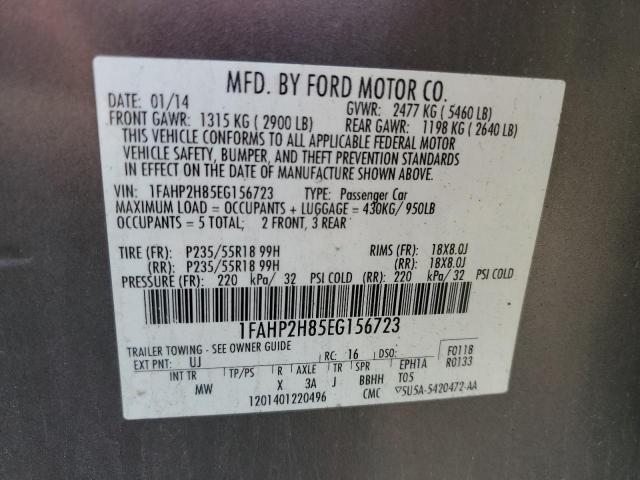 MFD. BY FORD MOTOR CO.
DATE: 01/14 GVWR: 2477 KG ( 5460 LB)
FRONT GAWR: 1315 KG ( 2900 LB) REAR GAWR: 1198 KG ( 2640 LB)
THIS VEHICLE CONFORMS TO ALL APPLICABLE FEDERAL MOTOR
VEHICLE SAFETY, BUMPER, AND THEFT PREVENTION STANDARDS
IN EFFECT ON THE DATE OF MANUFACTURE SHOWN ABOVE.
VIN: 1FAHP2H85EG156723 TYPE: Passenger Car
MAXIMUM LOAD = OCCUPANTS + LUGGAGE = 430KG/ 950LB
OCCUPANTS = 5 TOTAL; 2 FRONT, 3 REAR
TIRE (FR): P235/55R18 99H RIMS (FR): 18X8.0J
(RR): P235/55R18 99H (RR): 18X8.0J
PRESSURE (FR): 220 kPa/ 32 PSI COLD (RR): 220 kPa/ 32 PSI COLD
1FAHP2H85EG156723
TRAILER TOWING - SEE OWNER GUIDE
EXT PNT: UJ RC: 16 DSO: F0118
INT TR TP/PS R AXLE TR SPR EPH1A R0133
MW X 3A J BBHH T05
1201401220496 CMC ▽5U5A-5420472-AA